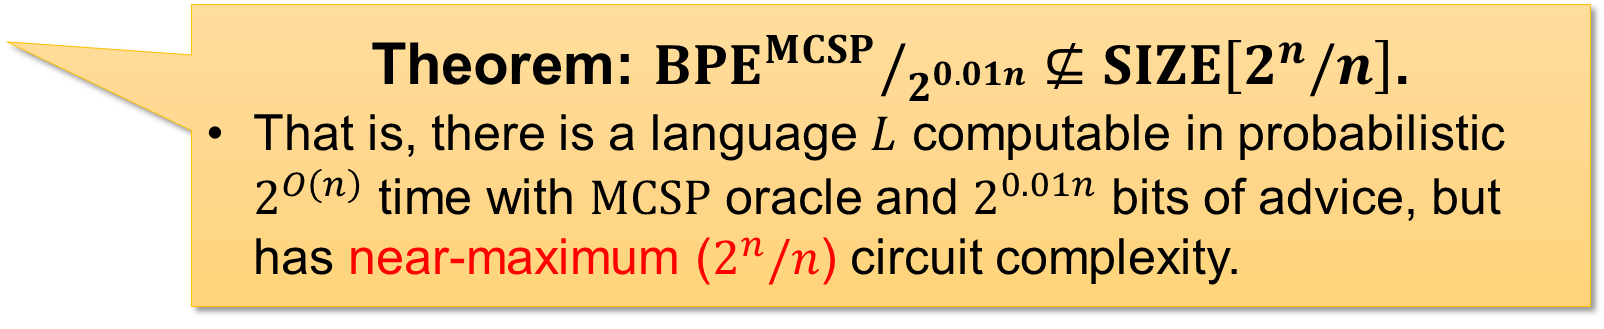 Theorem: BPE^MCSP/_{2^{0.01n}} ⊈ SIZE[2^n/n].
• That is, there is a language L computable in probabilistic
2^{O(n)} time with MCSP oracle and 2^{0.01n} bits of advice, but
has near-maximum (2^n/n) circuit complexity.